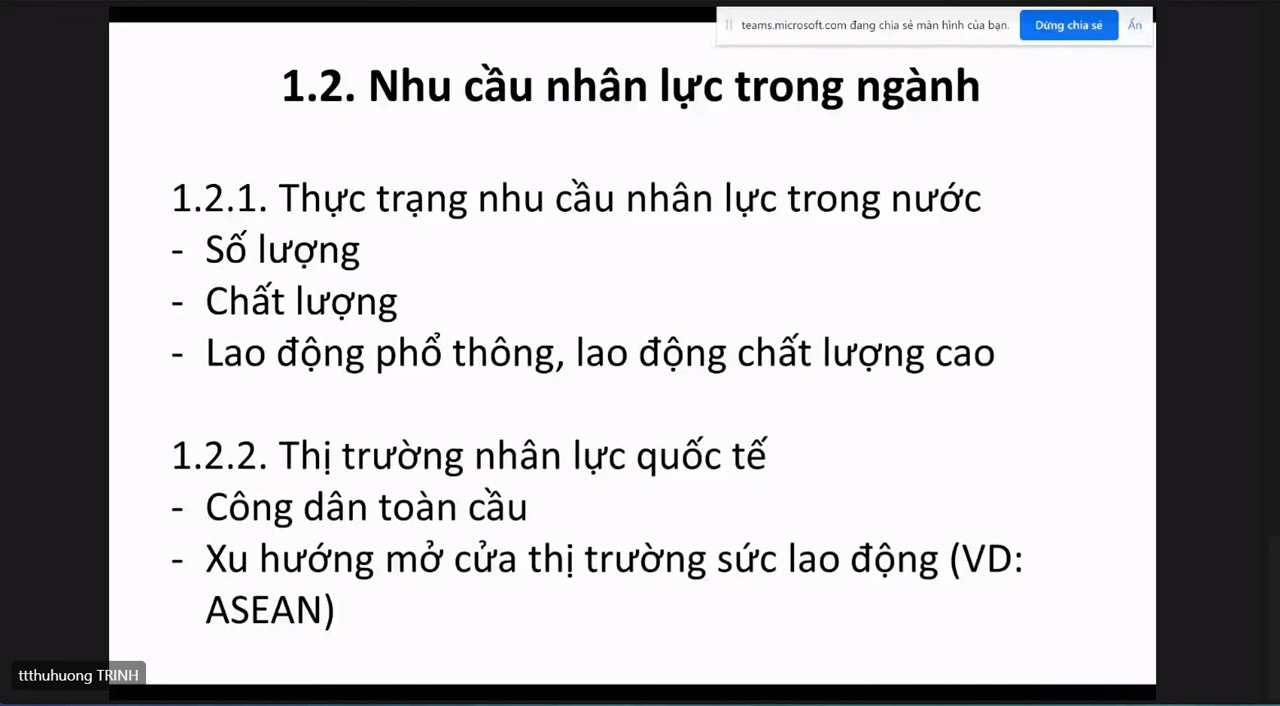 teams.microsoft.com đang chia sẻ màn hình của bạn. Dừng chia sẻ Ẩn
1.2. Nhu cầu nhân lực trong ngành
1.2.1. Thực trạng nhu cầu nhân lực trong nước
- Số lượng
- Chất lượng
- Lao động phổ thông, lao động chất lượng cao
1.2.2. Thị trường nhân lực quốc tế
- Công dân toàn cầu
- Xu hướng mở cửa thị trường sức lao động (VD:
ASEAN)
ttthuhuong TRINH